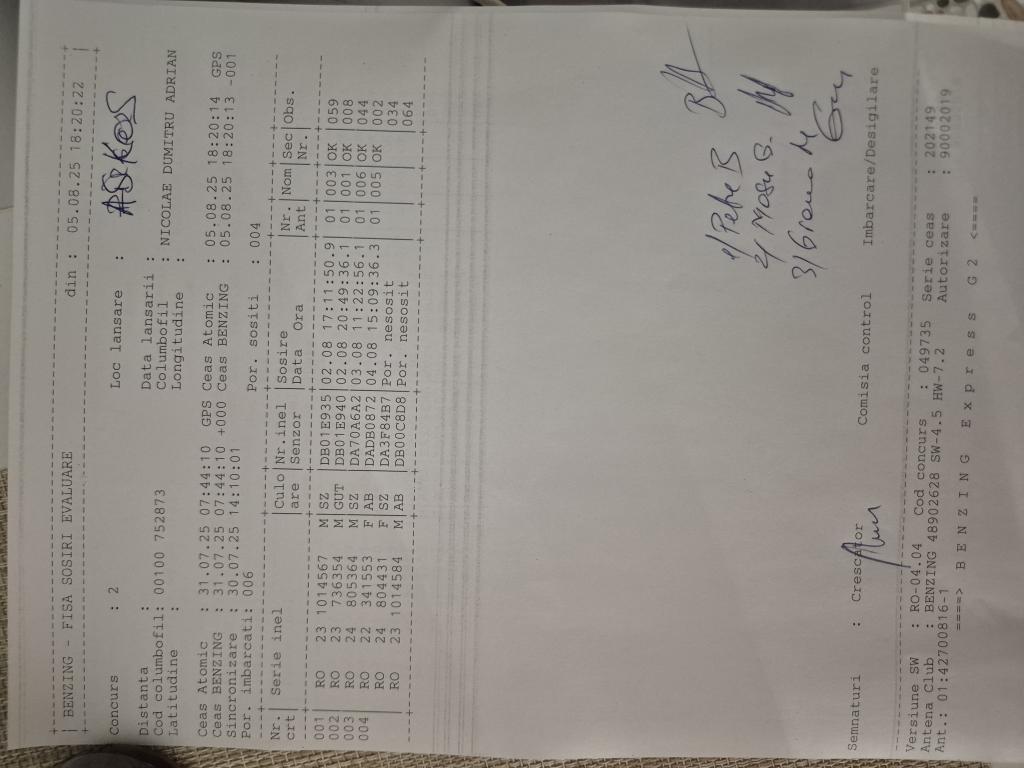 | BENZING - FISA SOSIRI EVALUARE din : 05.08.25 18:20:22 |
Concurs : 2 Loc lansare :
Distanta : Data lansarii :
Cod columbofil: 00100 752873 Columbofil : NICOLAE DUMITRU ADRIAN
Latitudine : Longitudine :
Ceas Atomic : 31.07.25 07:44:10 GPS Ceas Atomic : 05.08.25 18:20:14 GPS
Ceas BENZING : 31.07.25 07:44:10 +000 Ceas BENZING : 05.08.25 18:20:13 -001
Sincronizare : 30.07.25 14:10:01
Por. imbarcati: 006 Por. sositi : 004
Nr.| Serie inel |Culo|Nr.inel |Sosire |Nr |Nom|Sec|Obs.
crt| |are |Senzor |Data Ora |Ant| |Nr.|
001 | RO 23 1014567 M SZ |DB01E935|02.08 17:11:50.9| 01|003|OK |059
002 | RO 23 736354 M GUT |DB01E940|02.08 20:49:36.1| 01|001|OK |008
003 | RO 24 805364 M SZ |DA70A6A2|03.08 11:22:56.1| 01|006|OK |044
004 | RO 22 341553 F AB |DADB0872|04.08 15:09:36.3| 01|005|OK |002
| RO 24 804431 F SZ |DA3F84B7|Por. nesosit | | | |034
| RO 23 1014584 M AB |DB00C8D8|Por. nesosit | | | |064
1/ Petre B
2/ Mosu G.
3/
Semnaturi : Crescator Comisia control Imbarcare/Desigilare
Versiune SW : RO-04.04 Cod concurs : 049735 Serie ceas : 202149
Antena Club : BENZING 48902628 SW-4.5 HW-7.2 Autorizare : 90002019
Ant.: 01:42700816-1
====> B E N Z I N G E x p r e s s G 2 <====